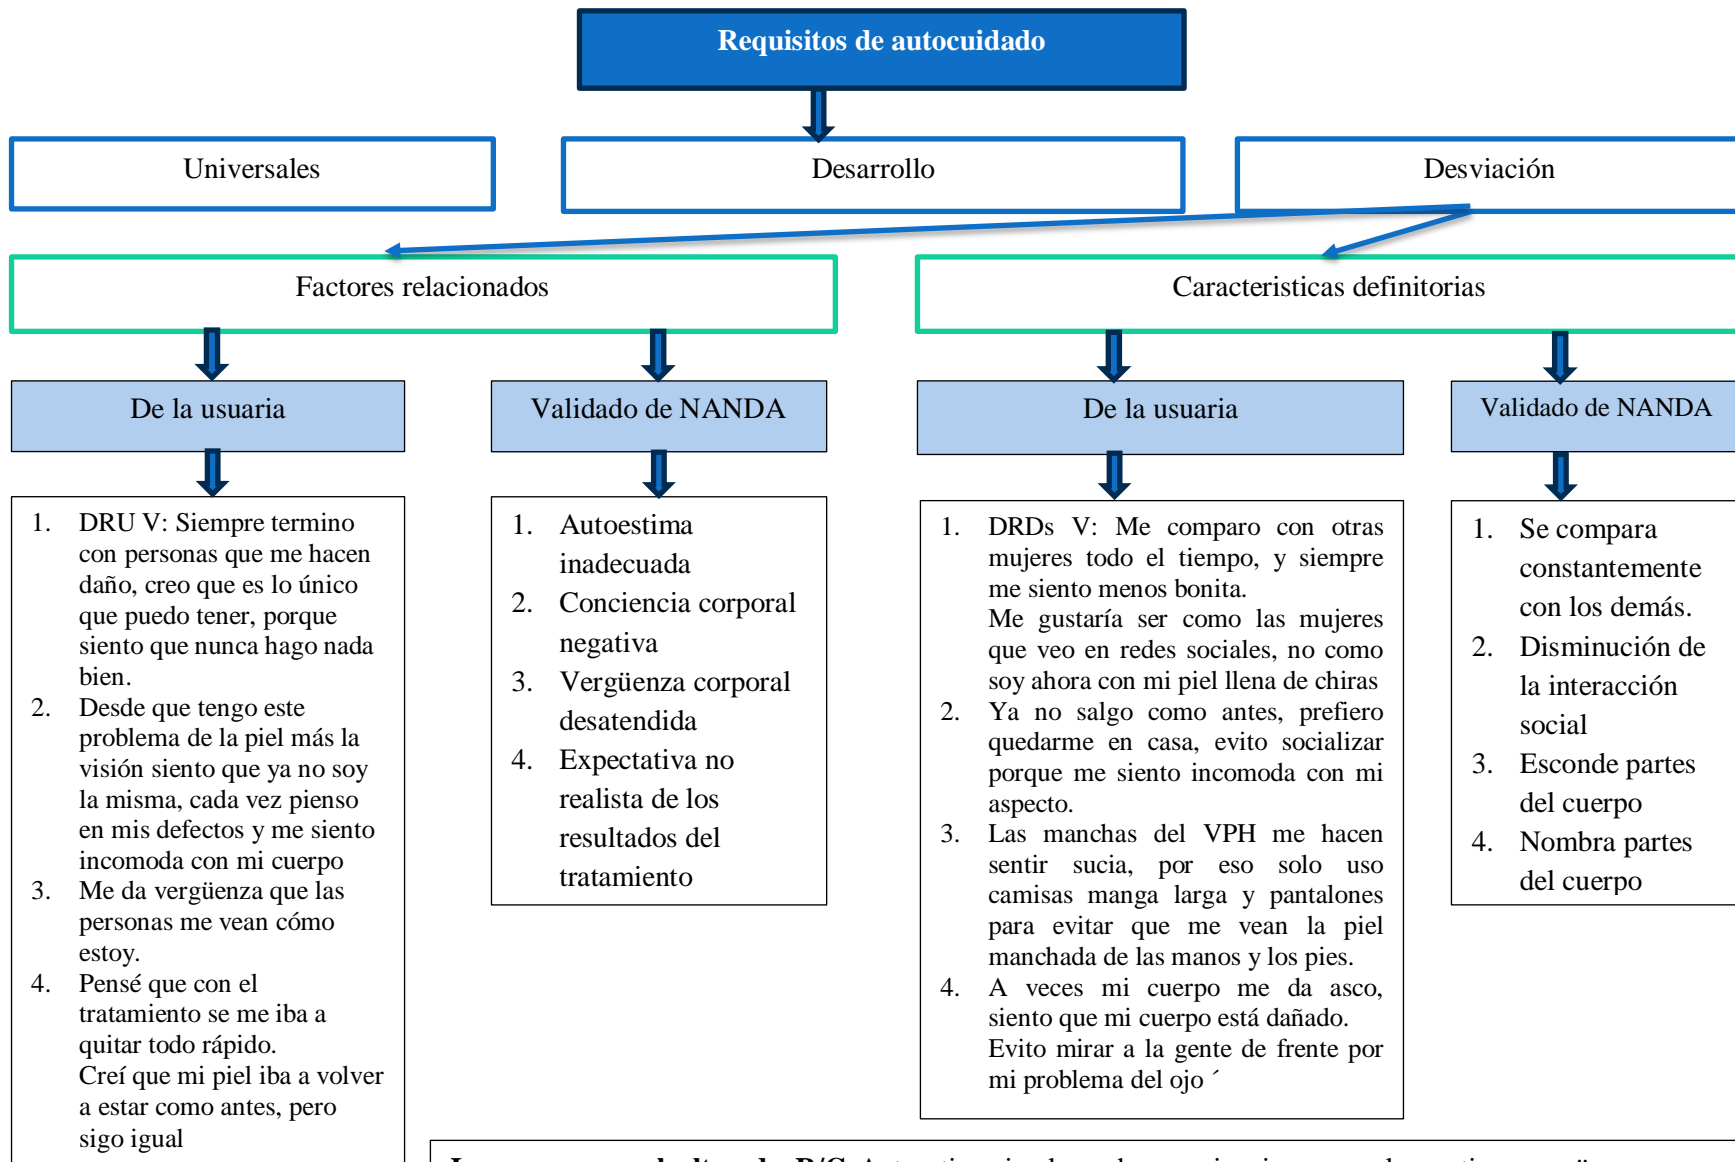 Requisitos de autocuidado
Universales
Desarrollo
Desviación
Factores relacionados
Caracteristicas definitorias
De la usuaria
Validado de NANDA
De la usuaria
Validado de NANDA
1. DRU V: Siempre termino
con personas que me hacen
daño, creo que es lo único
que puedo tener, porque
siento que nunca hago nada
bien.
2. Desde que tengo este
problema de la piel más la
visión siento que ya no soy
la misma, cada vez pienso
en mis defectos y me siento
incomoda con mi cuerpo
3. Me da vergüenza que las
personas me vean cómo
estoy.
4. Pensé que con el
tratamiento se me iba a
quitar todo rápido.
Creí que mi piel iba a volver
a estar como antes, pero
sigo igual
1. Autoestima
inadecuada
2. Conciencia corporal
negativa
3. Vergüenza corporal
desatendida
4. Expectativa no
realista de los
resultados del
tratamiento
1. DRDs V: Me comparo con otras
mujeres todo el tiempo, y siempre
me siento menos bonita.
Me gustaría ser como las mujeres
que veo en redes sociales, no como
soy ahora con mi piel llena de chiras
2. Ya no salgo como antes, prefiero
quedarme en casa, evito socializar
porque me siento incomoda con mi
aspecto.
3. Las manchas del VPH me hacen
sentir sucia, por eso solo uso
camisas manga larga y pantalones
para evitar que me vean la piel
manchada de las manos y los pies.
4. A veces mi cuerpo me da asco,
siento que mi cuerpo está dañado.
Evito mirar a la gente de frente por
mi problema del ojo ´
1. Se compara
constantemente
con los demás.
2. Disminución de
la interacción
social
3. Esconde partes
del cuerpo
4. Nombra partes
del cuerpo